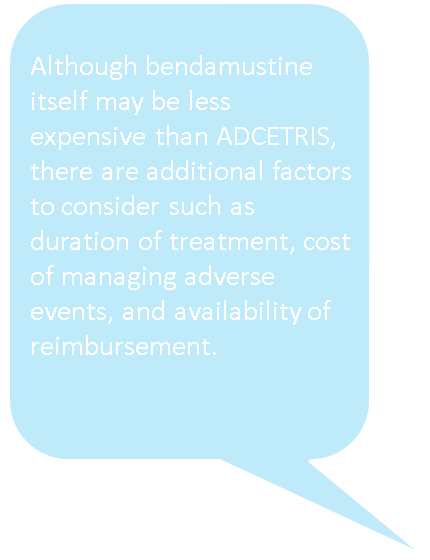 Although bendamustine
itself may be less
expensive than ADCETRIS,
there are additional factors
to consider such as
duration of treatment, cost
of managing adverse
events, and availability of
reimbursement.